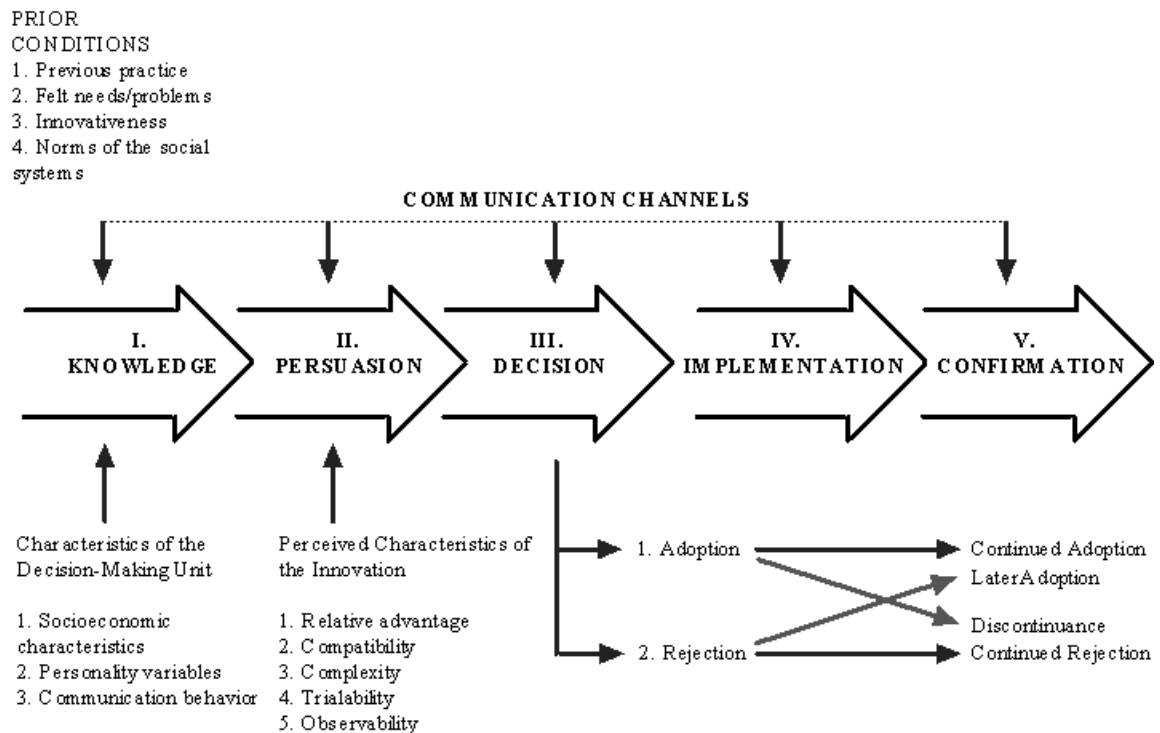 PRIOR
CONDITIONS
1. Previous practice
2. Felt needs/problems
3. Innovativeness
4. Norms of the social
systems
COMMUNICATION CHANNELS
I.
KNOWLEDGE
II.
PERSUASION
III.
DECISION
IV.
IMPLEMENTATION
V.
CONFIRMATION
Characteristics of the
Decision-Making Unit
1. Socioeconomic
characteristics
2. Personality variables
3. Communication behavior
Perceived Characteristics of
the Innovation
1. Relative advantage
2. Compatibility
3. Complexity
4. Trialability
5. Observability
1. Adoption
2. Rejection
Continued Adoption
Later Adoption
Discontinuance
Continued Rejection